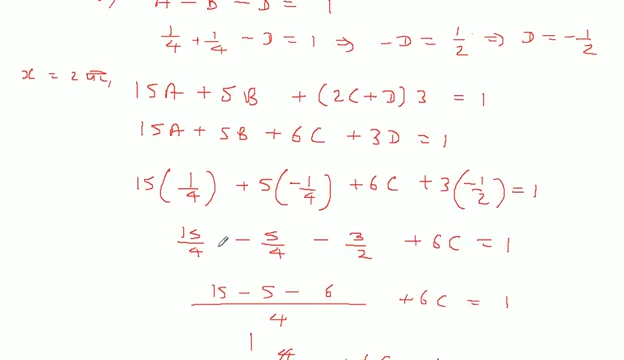 A - B - D = 1
1/4 + 1/4 - D = 1 ⇒ -D = 1/2 ⇒ D = -1/2
x = 2
15A + 5B + (2C + D) 3 = 1
15A + 5B + 6C + 3D = 1
15(1/4) + 5(-1/4) + 6C + 3(-1/2) = 1
15/4 - 5/4 - 3/2 + 6C = 1
(15 - 5 - 6)/4 + 6C = 1
1
4